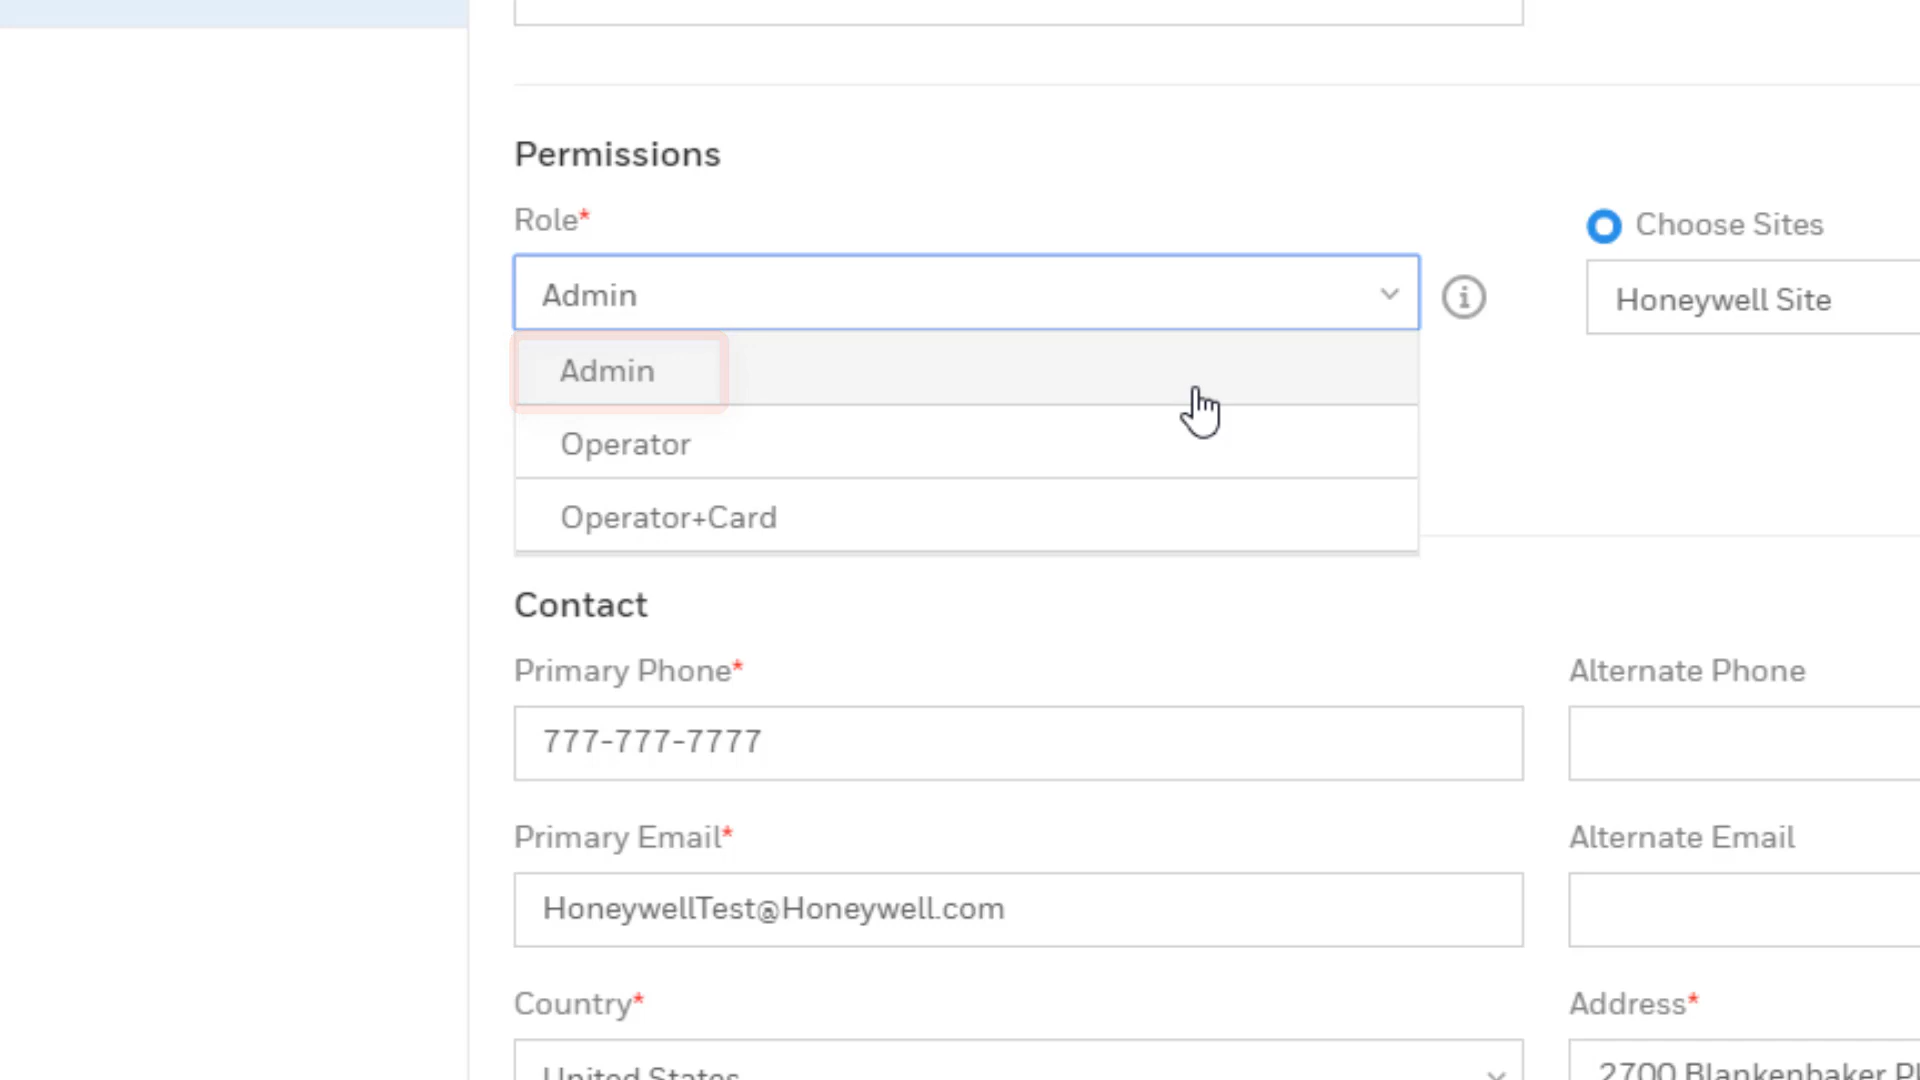 Permissions
Role*
Choose Sites
Admin
Honeywell Site
Admin
Operator
Operator+Card
Contact
Primary Phone*
Alternate Phone
777-777-7777
Primary Email*
Alternate Email
HoneywellTest@Honeywell.com
Country*
Address*
United States
2700 Blankenbaker